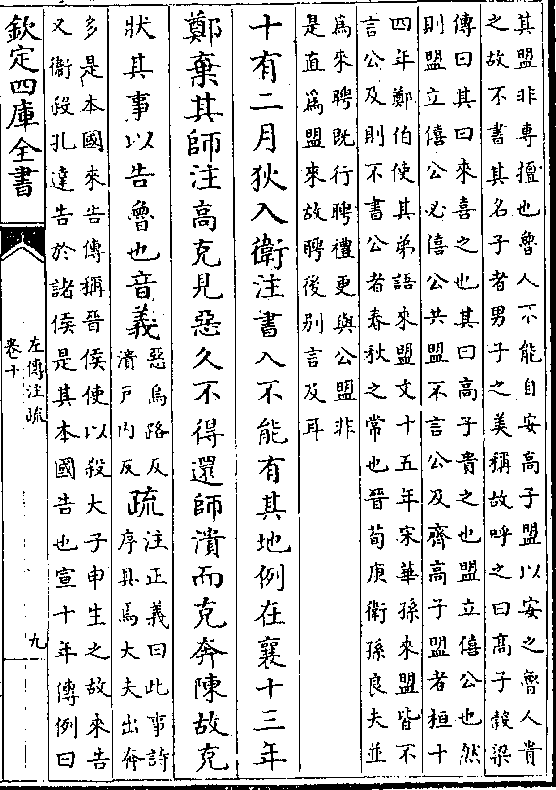 其盟非專擅也魯人不能自安高子盟以安之魯人貴
之故不書其名子者男子之美稱故呼之曰高子穀梁
傳曰其曰來喜之也其曰高子貴之也盟立僖公也然
則盟立僖公必僖公共盟不言公及齊高子盟者桓十
四年鄭伯使其弟語來盟文十五年宋華孫來盟皆不
言公及則不書公者春秋之常也晉荀庚衛孫良夫並
為來聘既行聘禮更與公盟非
是直為盟來故聘後別言及耳
十有二月狄入衛注書入不能有其地例在襄十三年
鄭棄其師注高克見惡久不得還師潰而克奔陳故克
狀其事以告魯也音義
惡烏路反
潰戸內反
疏
注正義曰此事詩
序具焉大夫出奔
多是本國來告傳稱晉侯使以殺大子申生之故來告
又衛殺孔達告於諸侯是其本國告也宣十年傳例曰
欽定四庫全書
左傳注疏
卷十
九